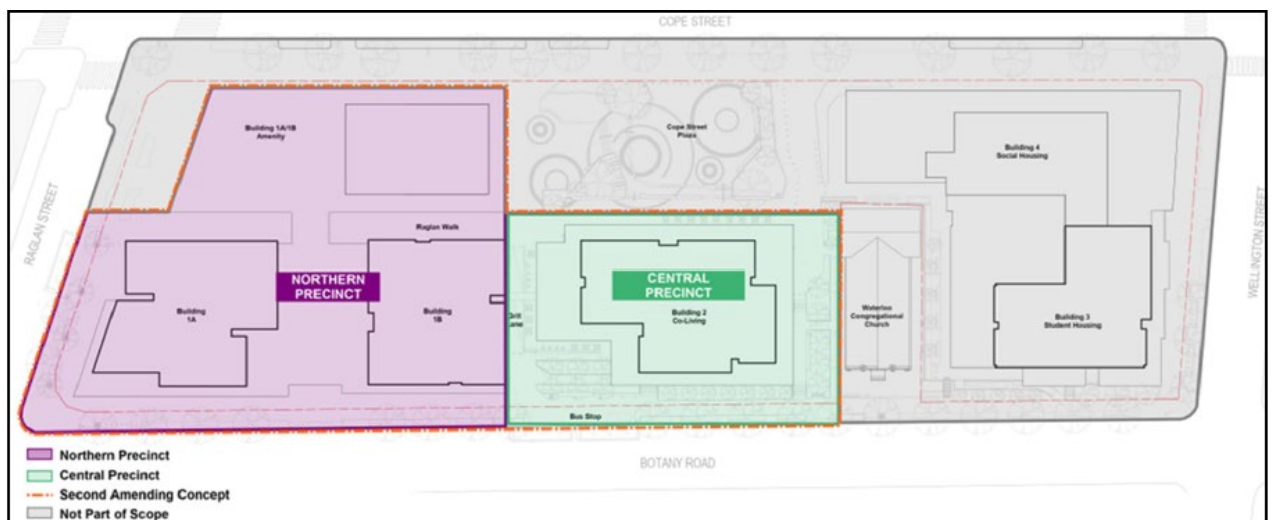 COPE STREET
Building 1A/1B
Amenity
Cope Street
Plaza
Building 4
Social Housing
RAGLAN STREET
WELLINGTON STREET
Raglan Walk
NORTHERN
PRECINCT
CENTRAL
PRECINCT
Building
1A
Building
1B
Grit
Lane
Building 2
Co-Living
Waterloo
Congregational
Church
Building 3
Student Housing
Bus Stop
BOTANY ROAD
Northern Precinct
Central Precinct
Second Amending Concept
Not Part of Scope